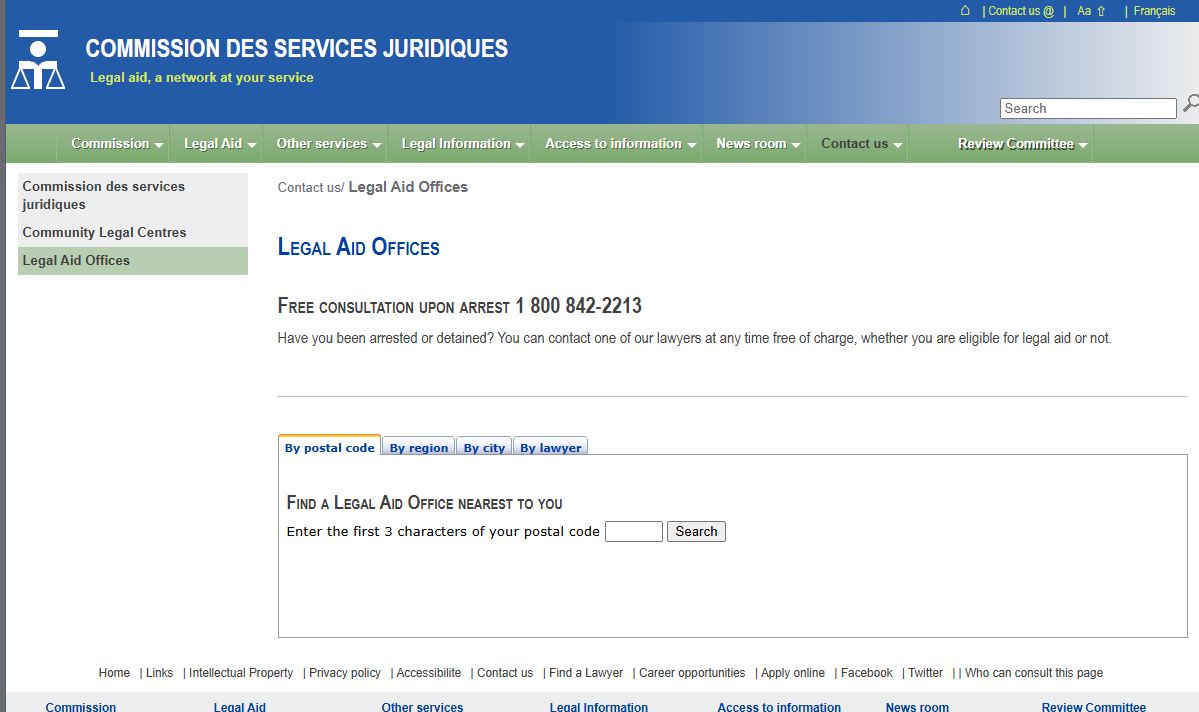 | Contact us @ | Aa ⇧ | Français
COMMISSION DES SERVICES JURIDIQUES
Legal aid, a network at your service
Search
Commission Legal Aid Other services Legal Information Access to information News room Contact us Review Committee
Commission des services
juridiques
Community Legal Centres
Legal Aid Offices
Contact us/ Legal Aid Offices
Legal Aid Offices
Free consultation upon arrest 1 800 842-2213
Have you been arrested or detained? You can contact one of our lawyers at any time free of charge, whether you are eligible for legal aid or not.
By postal code By region By city By lawyer
Find a Legal Aid Office nearest to you
Enter the first 3 characters of your postal code Search
Home | Links | Intellectual Property | Privacy policy | Accessibilite | Contact us | Find a Lawyer | Career opportunities | Apply online | Facebook | Twitter | | Who can consult this page
Commission Legal Aid Other services Legal Information Access to information News room Review Committee